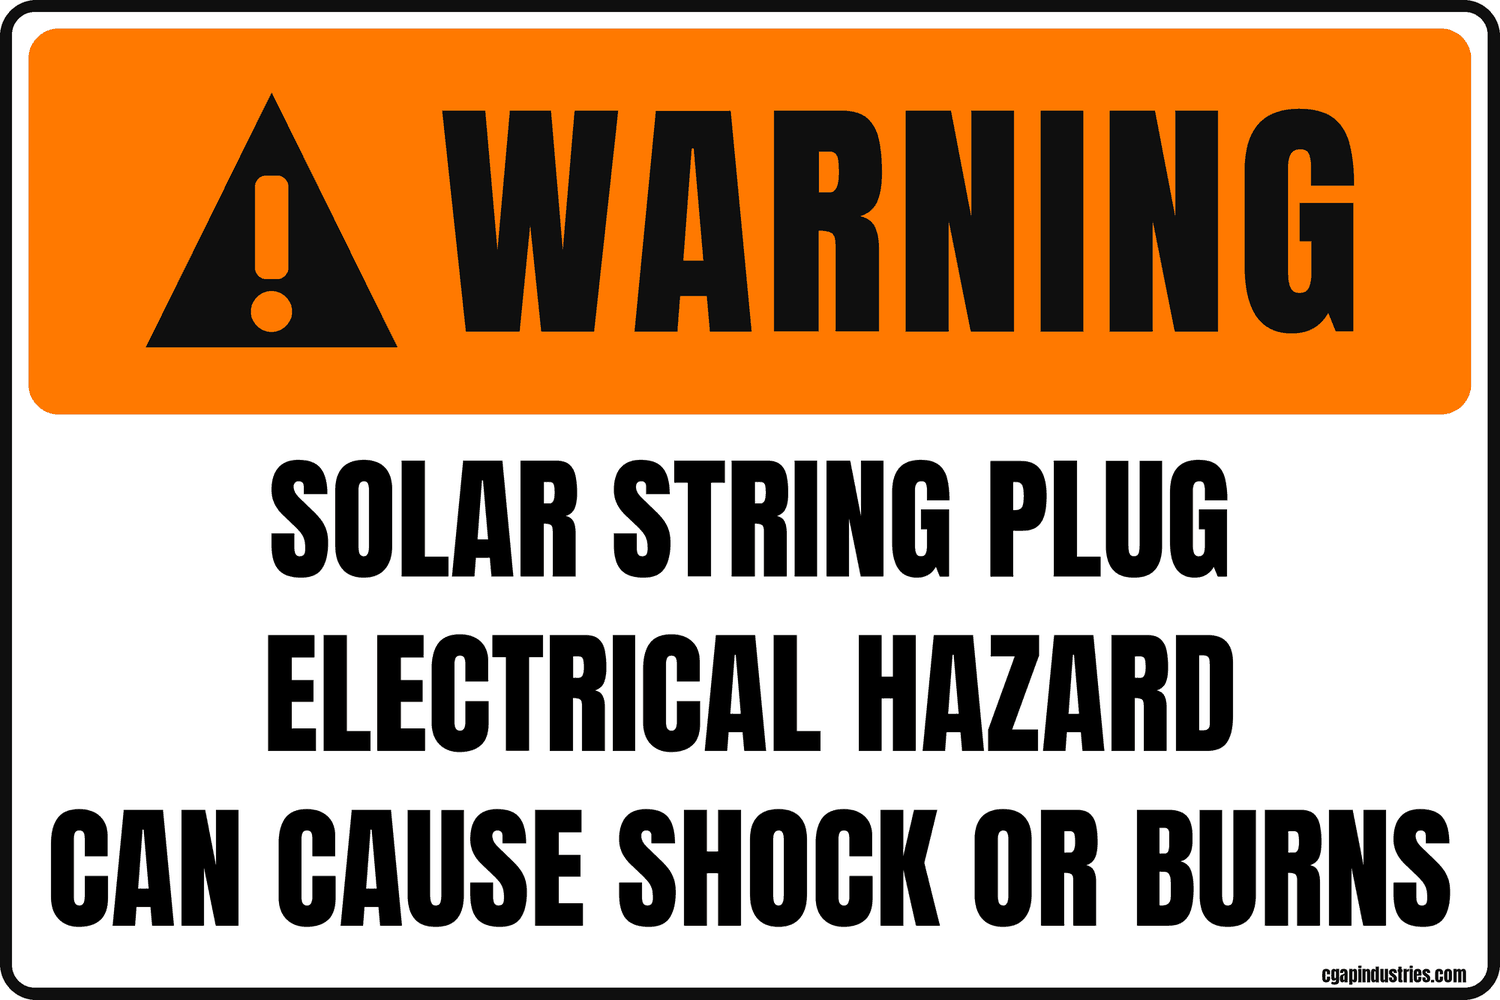 WARNING
SOLAR STRING PLUG
ELECTRICAL HAZARD
CAN CAUSE SHOCK OR BURNS
cgapindustries.com